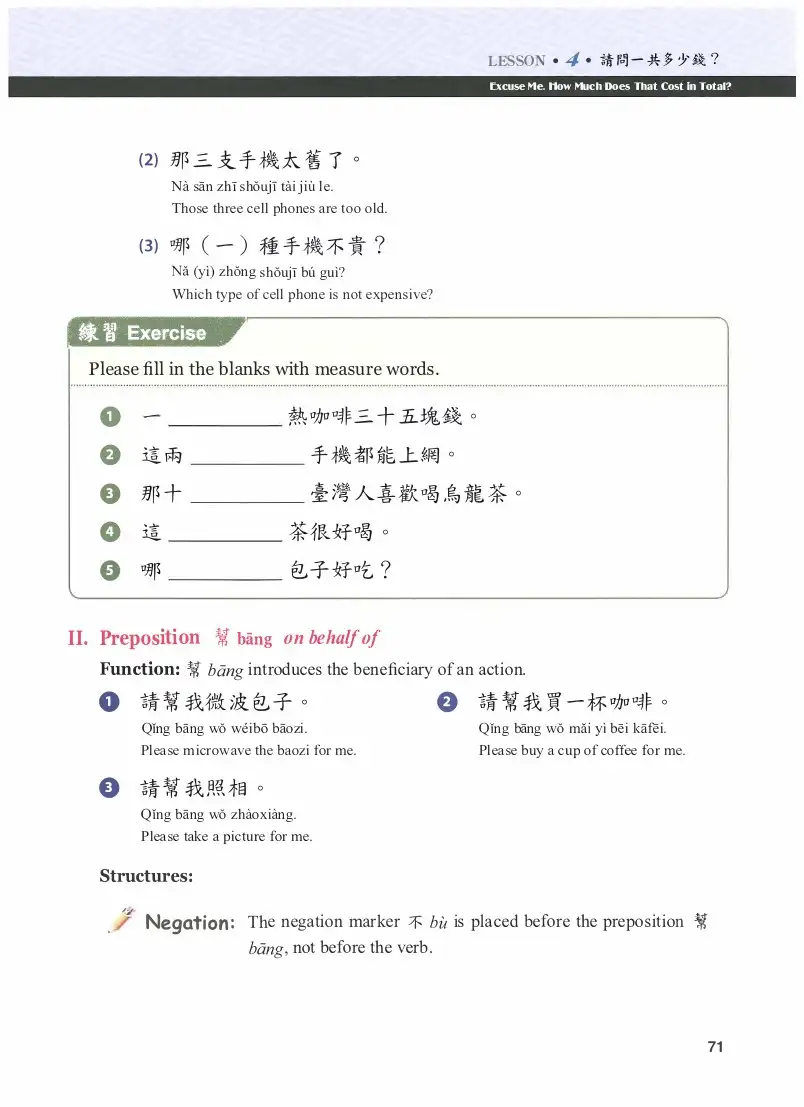 LESSON • 4 • 請問一共多少錢？
Excuse Me. How Much Does That Cost in Total?
(2) 那三支手機太舊了。
Nà sān zhī shǒujī tài jiù le.
Those three cell phones are too old.
(3) 哪（一）種手機不貴？
Nǎ (yì) zhǒng shǒujī bú guì?
Which type of cell phone is not expensive?
練習 Exercise
Please fill in the blanks with measure words.
1 一 ____________ 熱咖啡三十五塊錢。
2 這兩 ____________ 手機都能上網。
3 那十 ____________ 臺灣人喜歡喝烏龍茶。
4 這 ____________ 茶很好喝。
5 哪 ____________ 包子好吃？
II. Preposition 幫 bāng on behalf of
Function: 幫 bāng introduces the beneficiary of an action.
1 請幫我微波包子。
Qǐng bāng wǒ wéibō bāozi.
Please microwave the baozi for me.
2 請幫我買一杯咖啡。
Qǐng bāng wǒ mǎi yì bēi kāfēi.
Please buy a cup of coffee for me.
3 請幫我照相。
Qǐng bāng wǒ zhàoxiàng.
Please take a picture for me.
Structures:
Negation: The negation marker 不 bù is placed before the preposition 幫
bāng, not before the verb.
71